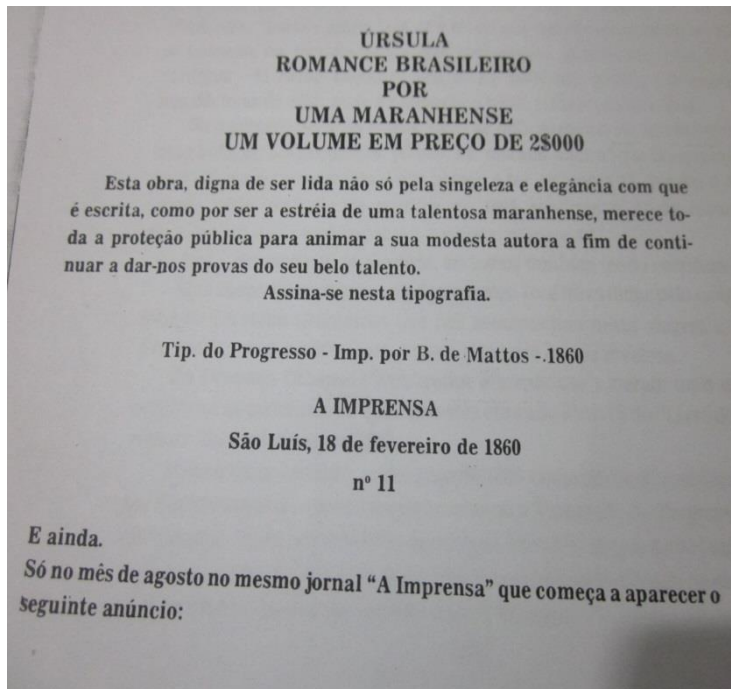 ÚRSULA
ROMANCE BRASILEIRO
POR
UMA MARANHENSE
UM VOLUME EM PREÇO DE 2$000
Esta obra, digna de ser lida não só pela singeleza e elegância com que
é escrita, como por ser a estréia de uma talentosa maranhense, merece to-
da a proteção pública para animar a sua modesta autora a fim de conti-
nuar a dar-nos provas do seu belo talento.
Assina-se nesta tipografia.
Tip. do Progresso - Imp. por B. de Mattos - 1860
A IMPRENSA
São Luís, 18 de fevereiro de 1860
nº 11
E ainda.
Só no mês de agosto no mesmo jornal “A Imprensa” que começa a aparecer o
seguinte anúncio: